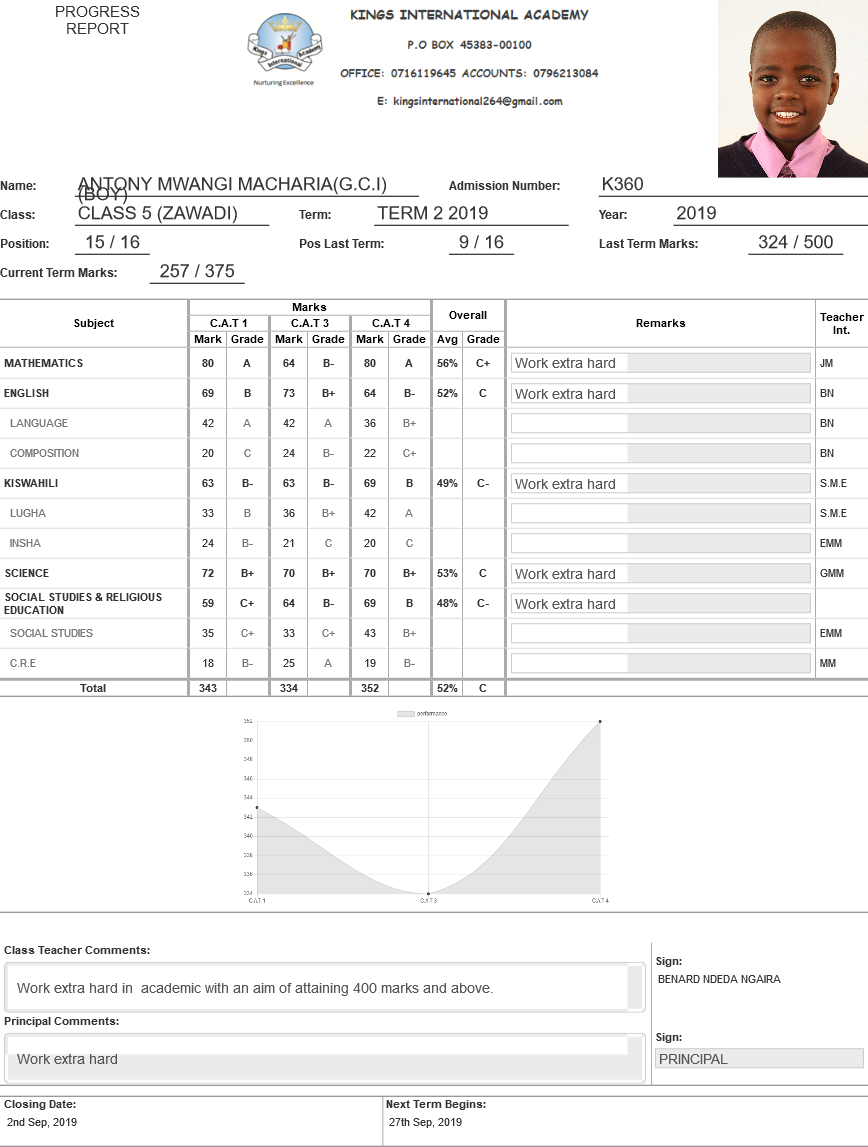 PROGRESS
REPORT
KINGS INTERNATIONAL ACADEMY
P.O BOX 45383-00100
OFFICE: 0716119645 ACCOUNTS: 0796213084
E: kingsinternational264@gmail.com
Kings International Academy
Nurturing Excellence
Name: ANTONY MWANGI MACHARIA(G.C.I) (BOY) Admission Number: K360
Class: CLASS 5 (ZAWADI) Term: TERM 2 2019 Year: 2019
Position: 15 / 16 Pos Last Term: 9 / 16 Last Term Marks: 324 / 500
Current Term Marks: 257 / 375
Subject Marks Overall Remarks Teacher Int.
C.A.T 1 C.A.T 3 C.A.T 4
Mark Grade Mark Grade Mark Grade Avg Grade
MATHEMATICS 80 A 64 B- 80 A 56% C+ Work extra hard JM
ENGLISH 69 B 73 B+ 64 B- 52% C Work extra hard BN
LANGUAGE 42 A 42 A 36 B+ BN
COMPOSITION 20 C 24 B- 22 C+ BN
KISWAHILI 63 B- 63 B- 69 B 49% C- Work extra hard S.M.E
LUGHA 33 B 36 B+ 42 A S.M.E
INSHA 24 B- 21 C 20 C EMM
SCIENCE 72 B+ 70 B+ 70 B+ 53% C Work extra hard GMM
SOCIAL STUDIES & RELIGIOUS EDUCATION 59 C+ 64 B- 69 B 48% C- Work extra hard
SOCIAL STUDIES 35 C+ 33 C+ 43 B+ EMM
C.R.E 18 B- 25 A 19 B- MM
Total 343 334 352 52% C
performance
352
350
348
346
344
342
340
338
336
334
C.A.T 1 C.A.T 3 C.A.T 4
Class Teacher Comments:
Work extra hard in academic with an aim of attaining 400 marks and above.
Sign:
BENARD NDEDA NGAIRA
Principal Comments:
Work extra hard
Sign:
PRINCIPAL
Closing Date: Next Term Begins:
2nd Sep, 2019 27th Sep, 2019